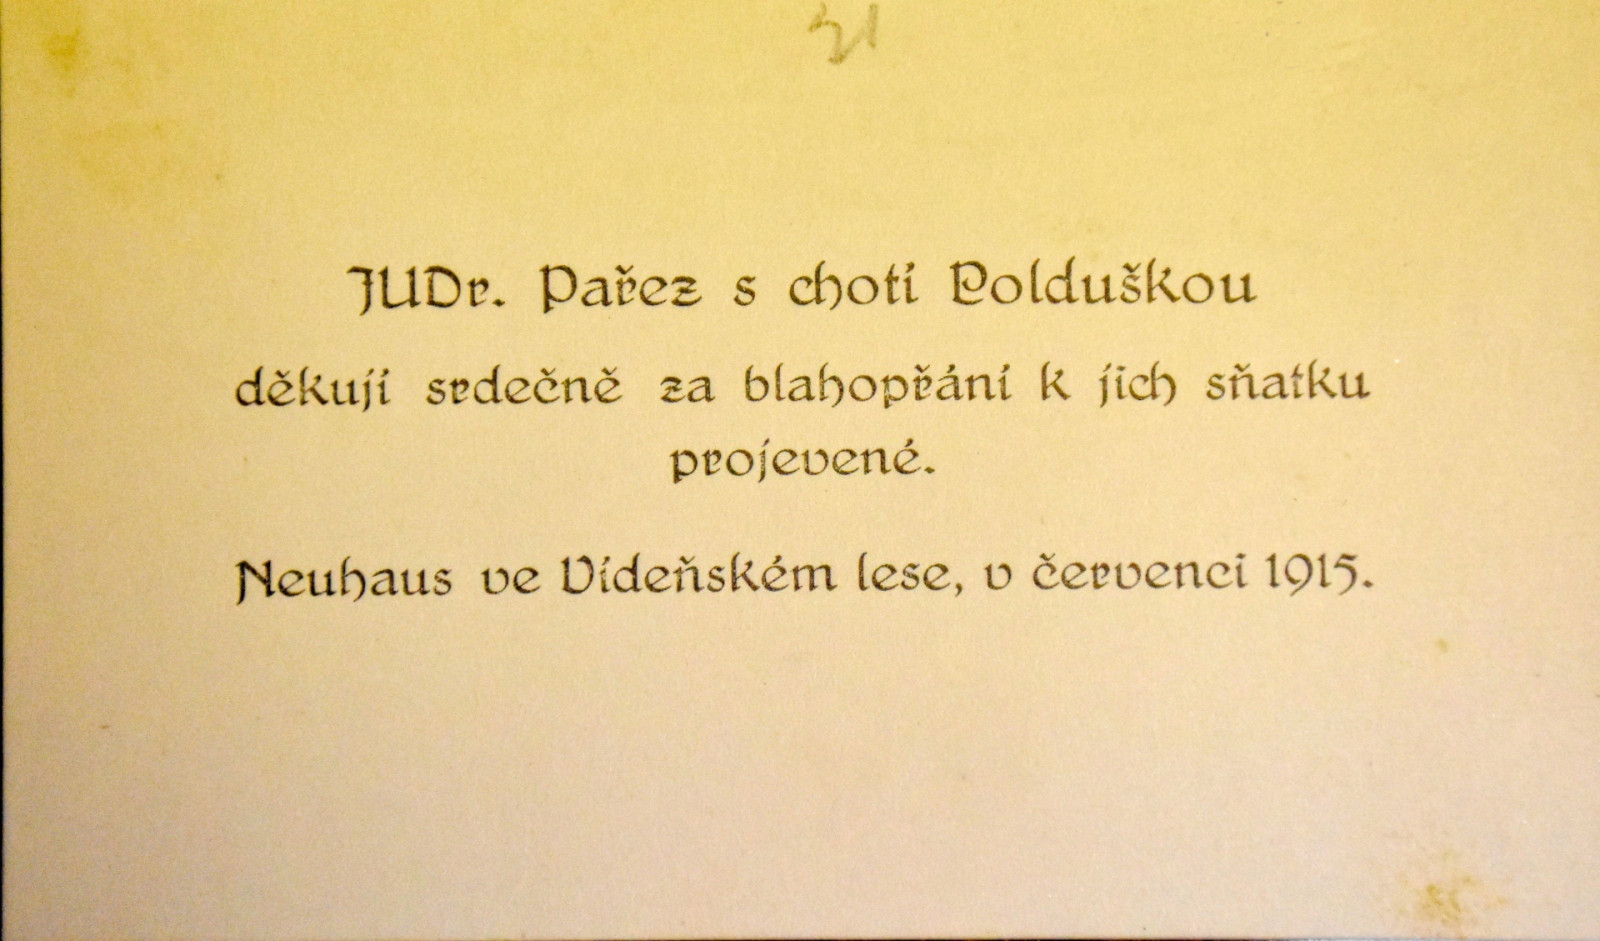 JUDr. Pařez s chotí Polduškou
děkují srdečně za blahopřání k jich sňatku
projevené.
Neuhaus ve Vídeňském lese, v červenci 1915.